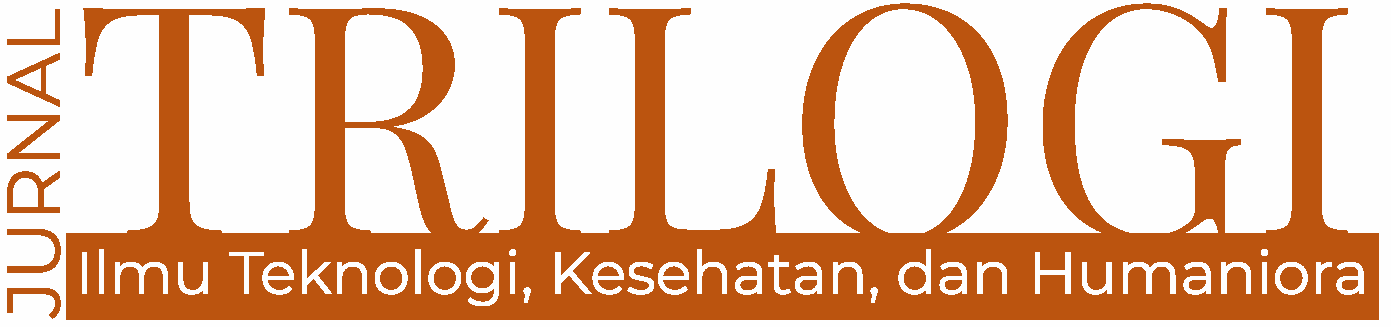 JURNAL
TRILOGI
Ilmu Teknologi, Kesehatan, dan Humaniora